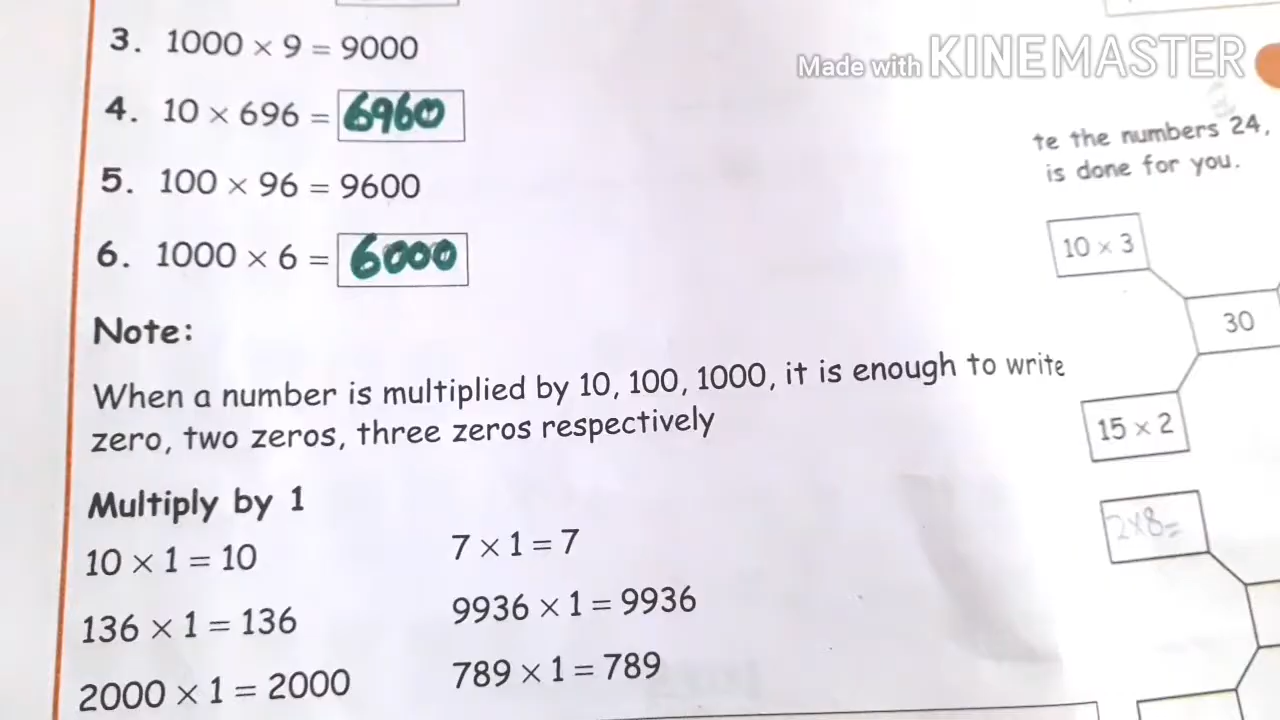 3. 1000 × 9 = 9000
Made with KINEMASTER
4. 10 × 696 = 6960
te the numbers 24,
is done for you.
5. 100 × 96 = 9600
6. 1000 × 6 = 6000
10 × 3
30
Note:
When a number is multiplied by 10, 100, 1000, it is enough to write
zero, two zeros, three zeros respectively
15 × 2
Multiply by 1
2×8=
10 × 1 = 10
7 × 1 = 7
136 × 1 = 136
9936 × 1 = 9936
2000 × 1 = 2000
789 × 1 = 789